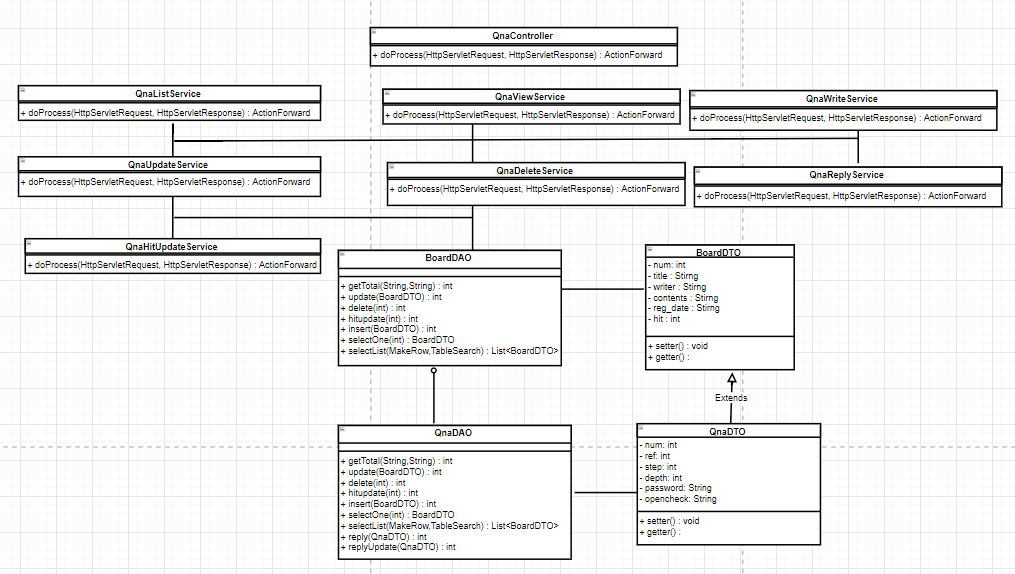 QnaController
+ doProcess(HttpServletRequest, HttpServletResponse) : ActionForward
QnaListService
+ doProcess(HttpServletRequest, HttpServletResponse) : ActionForward
QnaViewService
+ doProcess(HttpServletRequest, HttpServletResponse) : ActionForward
QnaWriteService
+ doProcess(HttpServletRequest, HttpServletResponse) : ActionForward
QnaUpdateService
+ doProcess(HttpServletRequest, HttpServletResponse) : ActionForward
QnaDeleteService
+ doProcess(HttpServletRequest, HttpServletResponse) : ActionForward
QnaReplyService
+ doProcess(HttpServletRequest, HttpServletResponse) : ActionForward
QnaHitUpdateService
+ doProcess(HttpServletRequest, HttpServletResponse) : ActionForward
BoardDAO
+ getTotal(String,String) : int
+ update(BoardDTO) : int
+ delete(int) : int
+ hitupdate(int) : int
+ insert(BoardDTO) : int
+ selectOne(int) : BoardDTO
+ selectList(MakeRow,TableSearch) : List<BoardDTO>
BoardDTO
- num: int
- title : Stirng
- writer : Stirng
- contents : Stirng
- reg_date : Stirng
- hit : int
+ setter() : void
+ getter() :
Extends
QnaDAO
+ getTotal(String,String) : int
+ update(BoardDTO) : int
+ delete(int) : int
+ hitupdate(int) : int
+ insert(BoardDTO) : int
+ selectOne(int) : BoardDTO
+ selectList(MakeRow,TableSearch) : List<BoardDTO>
+ reply(QnaDTO) : int
+ replyUpdate(QnaDTO) : int
QnaDTO
- num: int
- ref: int
- step: int
- depth: int
- password: String
- opencheck: String
+ setter() : void
+ getter() :